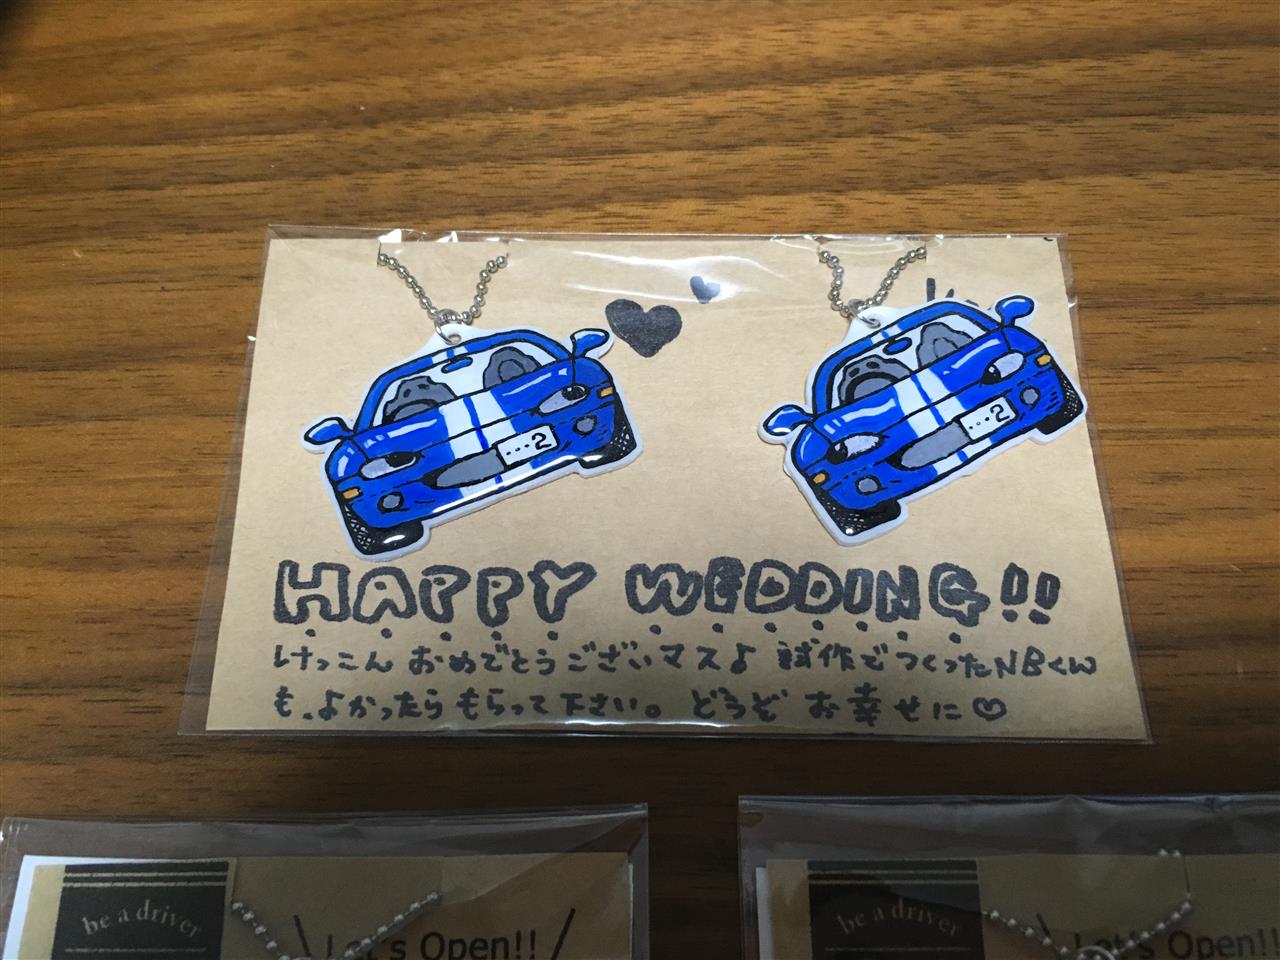 ...2
...2
HAPPY WEDDING!!
けっこん おめでとうございマスよ 試作でつくったNBくん
も、よかったらもらって下さい。 どうぞ お幸せに♡
be a driver
Let's Open!!
be a driver
Let's Open!!